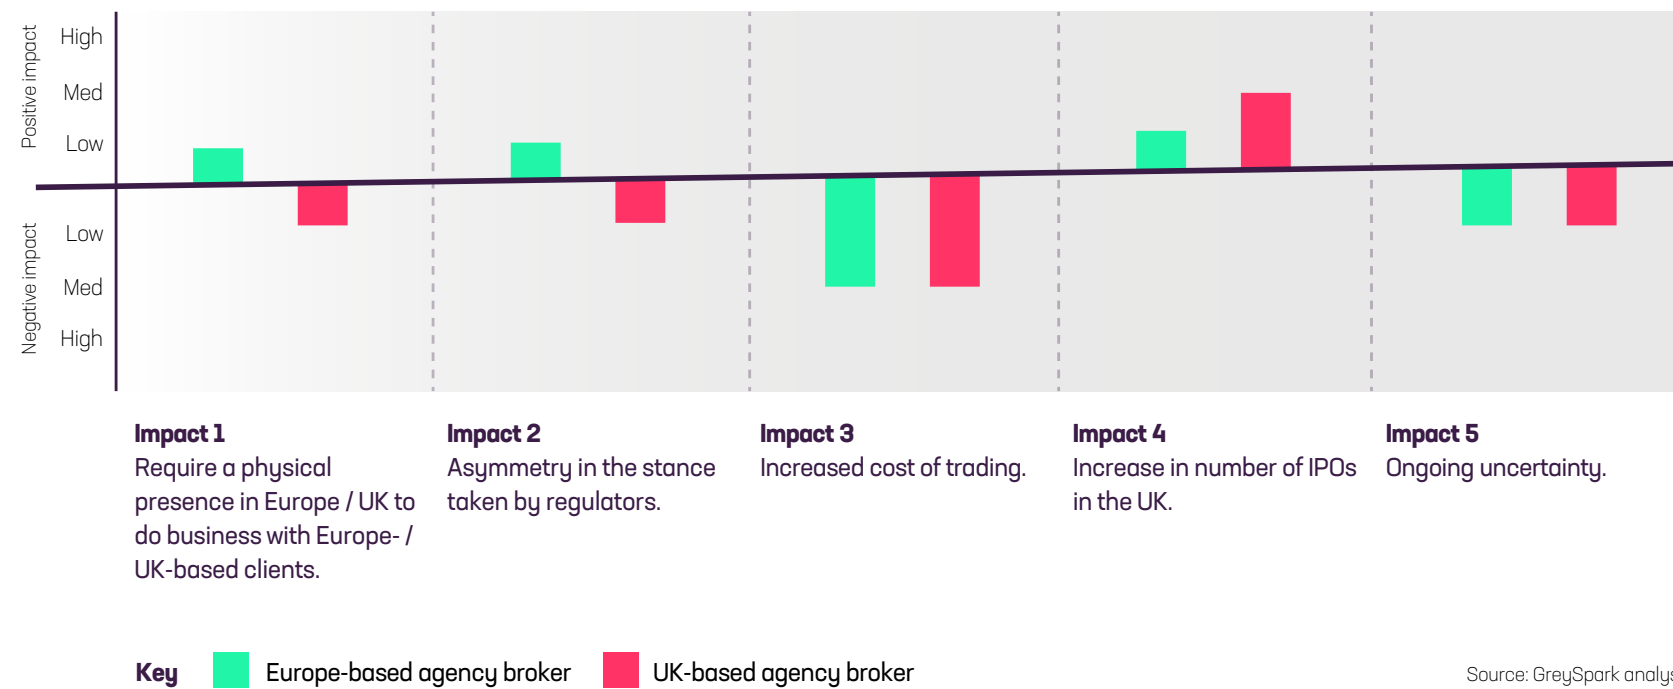 Positive impact
High
Med
Low
Negative impact
Low
Med
High
Impact 1
Require a physical
presence in Europe / UK to
do business with Europe- /
UK-based clients.
Impact 2
Asymmetry in the stance
taken by regulators.
Impact 3
Increased cost of trading.
Impact 4
Increase in number of IPOs
in the UK.
Impact 5
Ongoing uncertainty.
Key
Europe-based agency broker
UK-based agency broker
Source: GreySpark